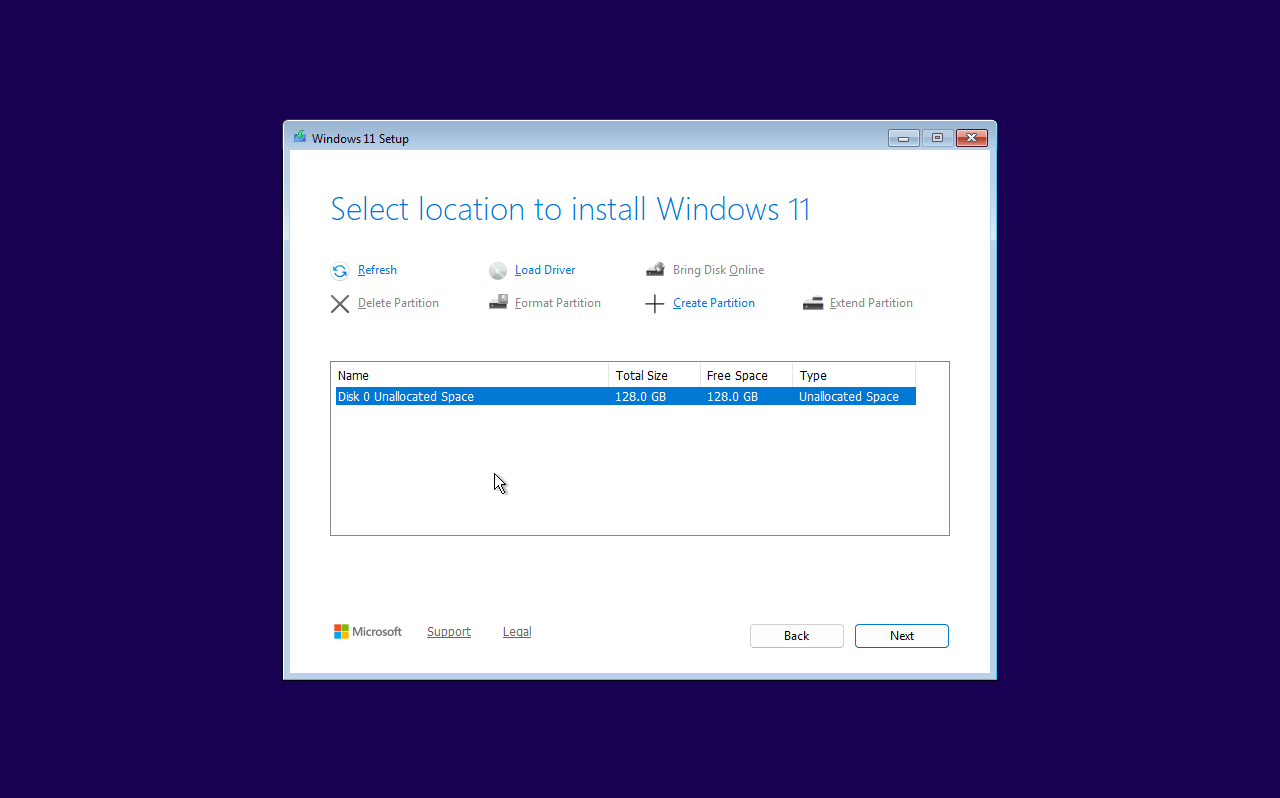 Windows 11 Setup
Select location to install Windows 11
Refresh Load Driver Bring Disk Online
Delete Partition Format Partition Create Partition Extend Partition
Name Total Size Free Space Type
Disk 0 Unallocated Space 128.0 GB 128.0 GB Unallocated Space
Microsoft Support Legal Back Next